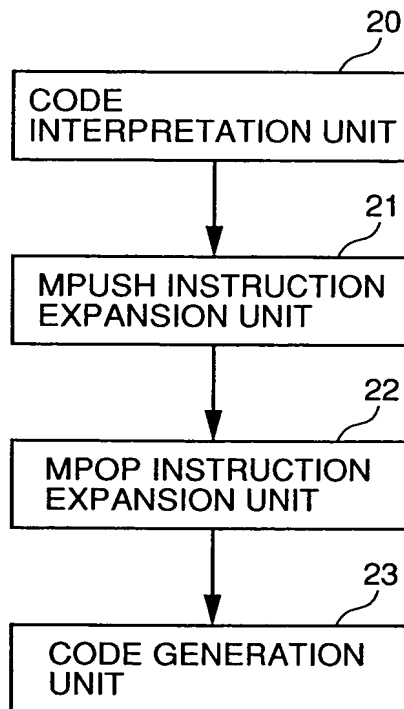 20
CODE
INTERPRETATION UNIT
21
MPUSH INSTRUCTION
EXPANSION UNIT
22
MPOP INSTRUCTION
EXPANSION UNIT
23
CODE GENERATION
UNIT